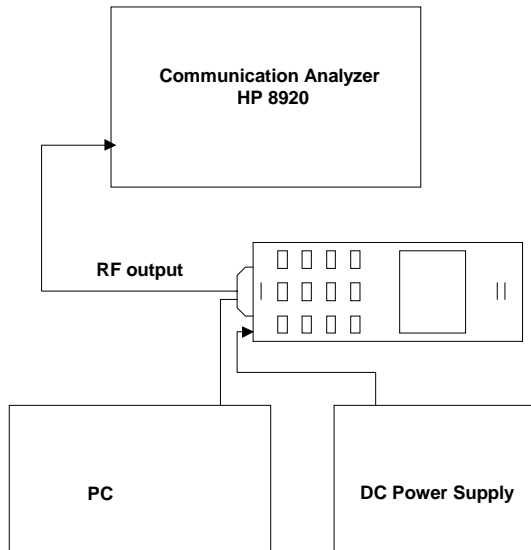 Communication Analyzer
HP 8920
RF output
PC
DC Power Supply